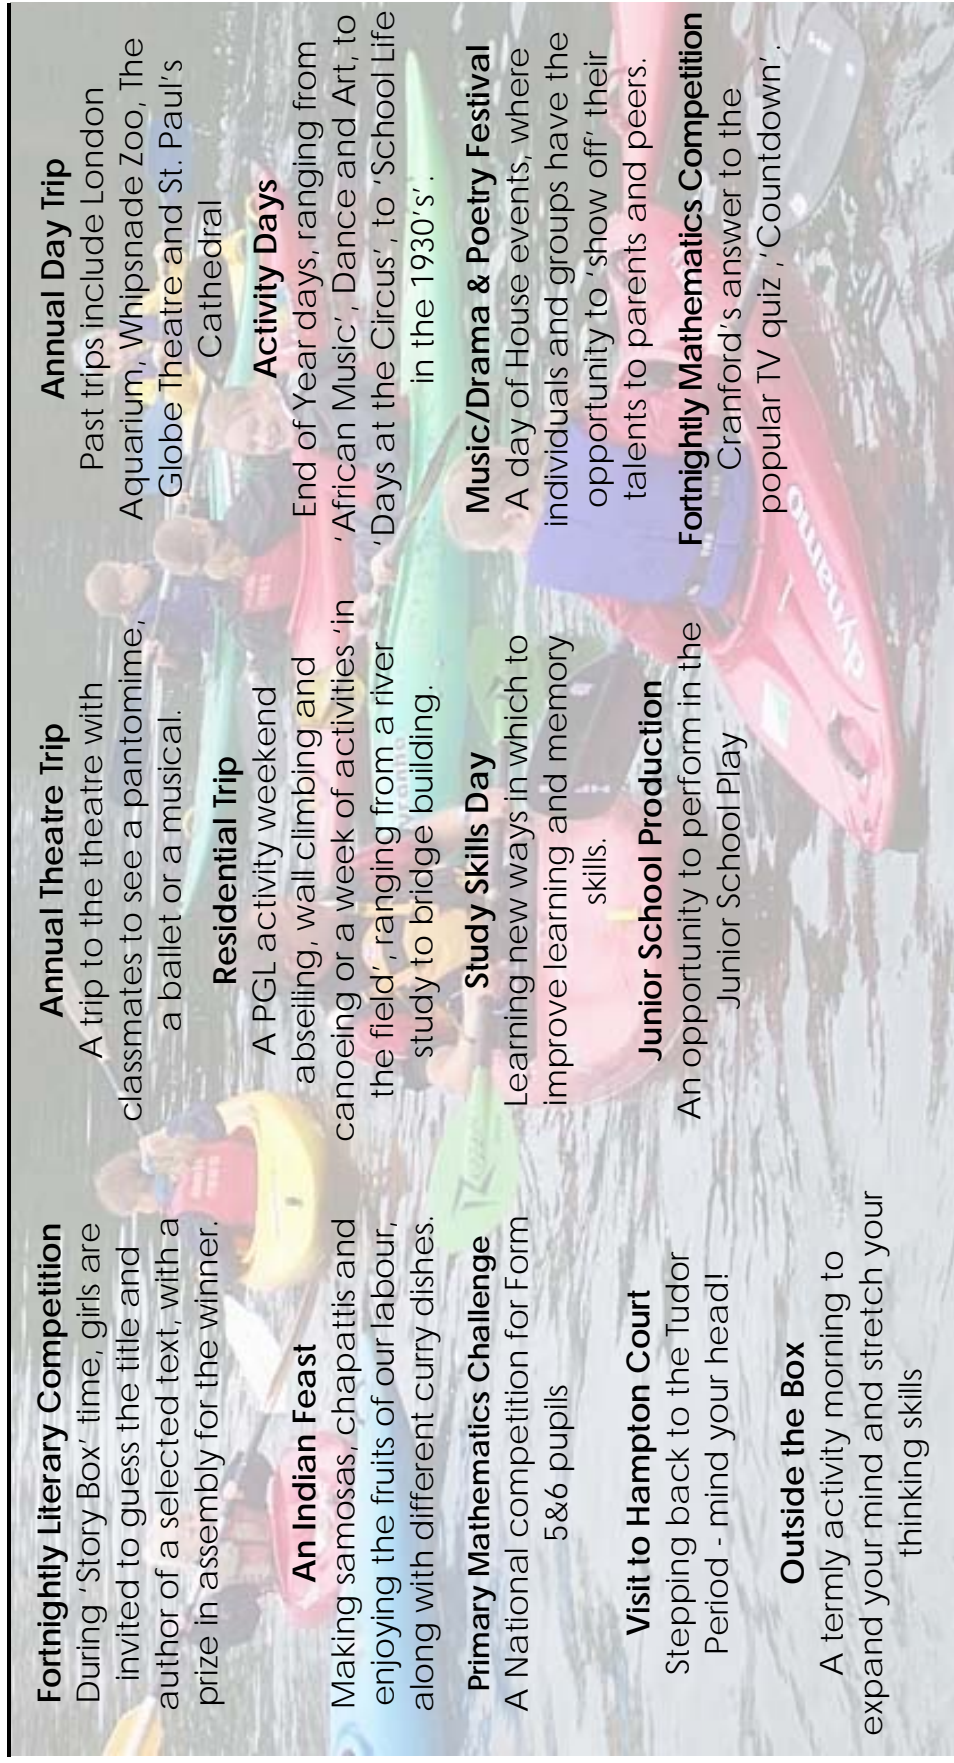 Fortnightly Literary Competition
During ‘Story Box’ time, girls are
invited to guess the title and
author of a selected text, with a
prize in assembly for the winner.
An Indian Feast
Making samosas, chapattis and
enjoying the fruits of our labour,
along with different curry dishes.
Primary Mathematics Challenge
A National competition for Form
5&6 pupils
Visit to Hampton Court
Stepping back to the Tudor
Period - mind your head!
Outside the Box
A termly activity morning to
expand your mind and stretch your
thinking skills
Annual Theatre Trip
A trip to the theatre with
classmates to see a pantomime,
a ballet or a musical.
Residential Trip
A PGL activity weekend
abseiling, wall climbing and
canoeing or a week of activities ‘in
the field’, ranging from a river
study to bridge building.
Study Skills Day
Learning new ways in which to
improve learning and memory
skills.
Junior School Production
An opportunity to perform in the
Junior School Play
Annual Day Trip
Past trips include London
Aquarium, Whipsnade Zoo, The
Globe Theatre and St. Paul’s
Cathedral
Activity Days
End of Year days, ranging from
‘African Music’, Dance and Art, to
‘Days at the Circus’, to ‘School Life
in the 1930’s’.
Music/Drama & Poetry Festival
A day of House events, where
individuals and groups have the
opportunity to ‘show off’ their
talents to parents and peers.
Fortnightly Mathematics Competition
Cranford’s answer to the
popular TV quiz ,‘Countdown’.
dynamo